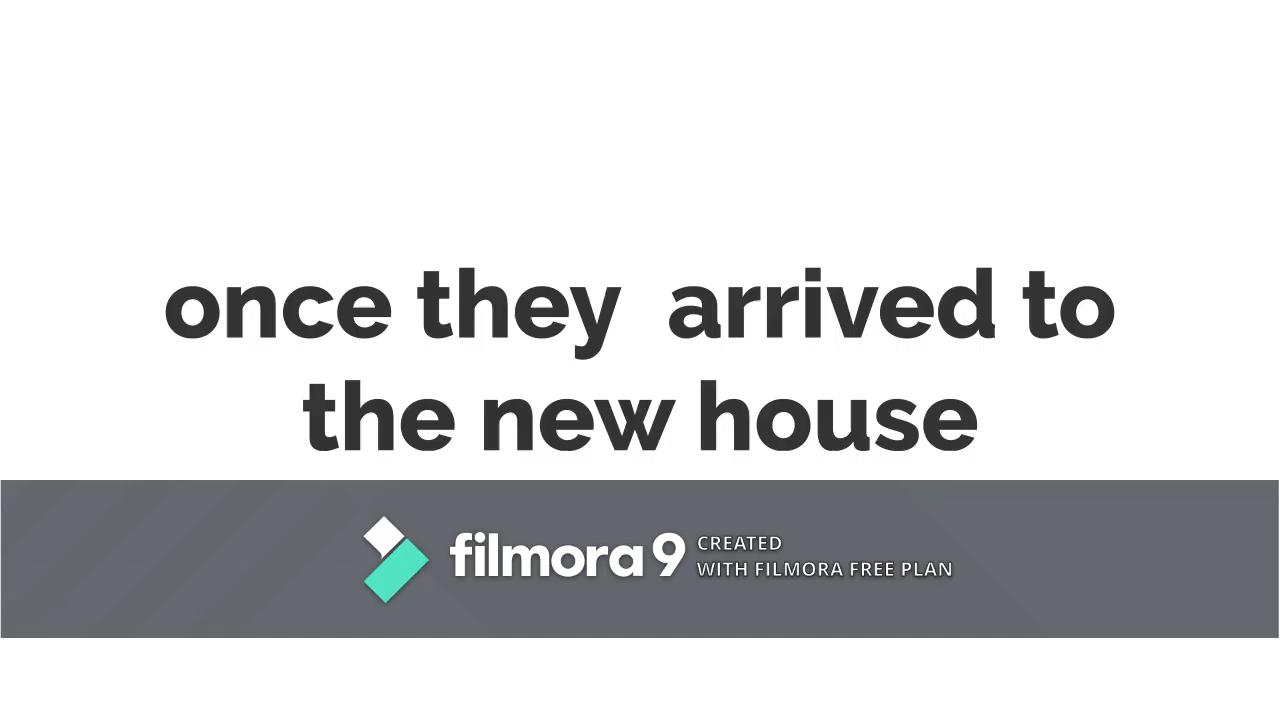 once they  arrived to
the new house
filmora 9 CREATED
WITH FILMORA FREE PLAN